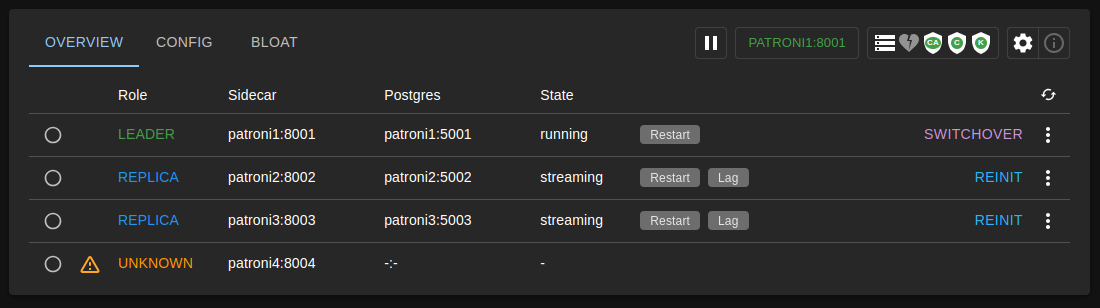 OVERVIEW CONFIG BLOAT PATRONI1:8001 CA C K
Role Sidecar Postgres State
LEADER patroni1:8001 patroni1:5001 running Restart SWITCHOVER
REPLICA patroni2:8002 patroni2:5002 streaming Restart Lag REINIT
REPLICA patroni3:8003 patroni3:5003 streaming Restart Lag REINIT
UNKNOWN patroni4:8004 -:- -